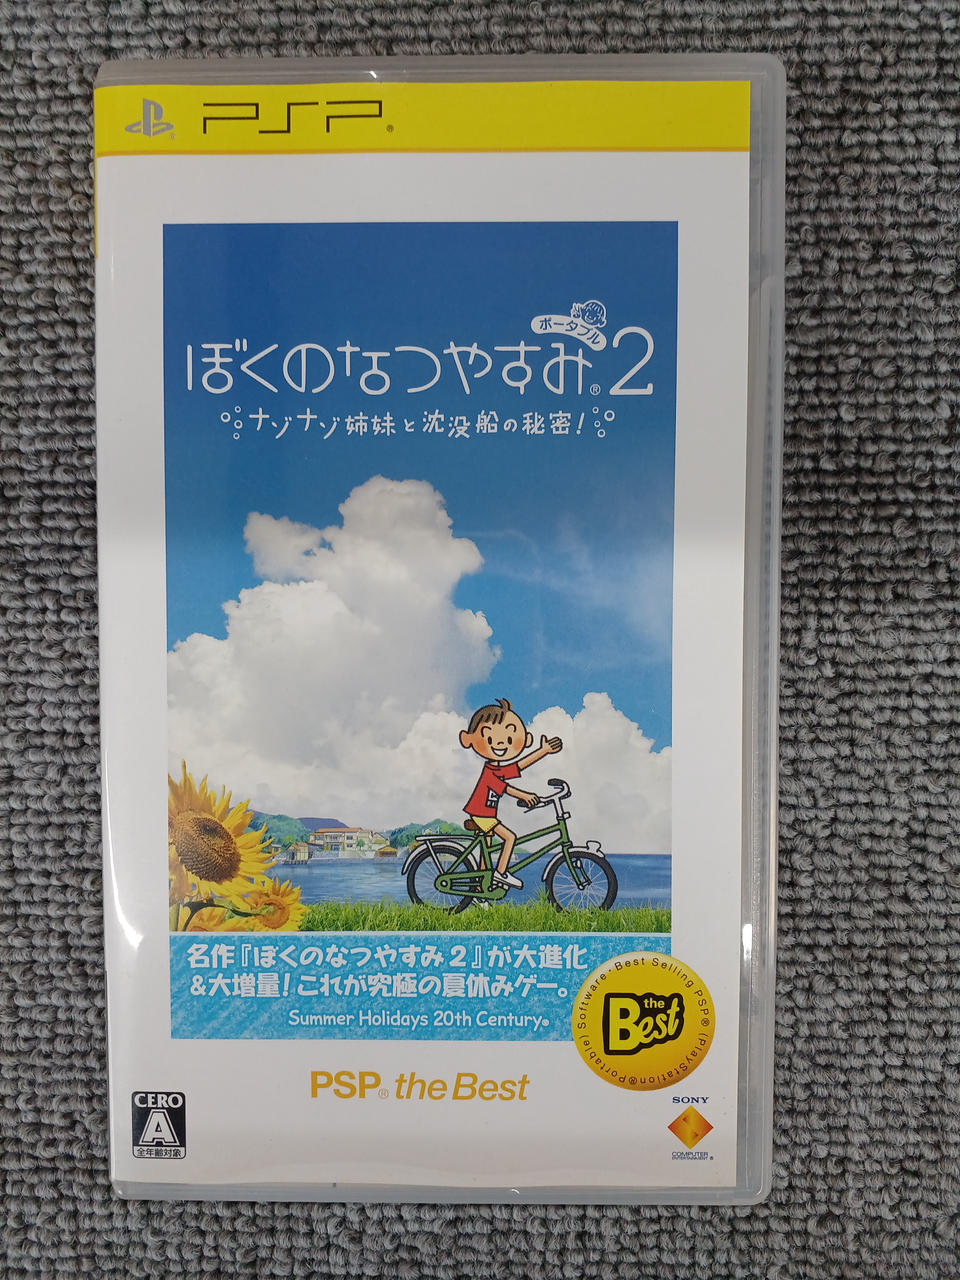 PSP®
ポータブル
ぼくのなつやすみ®2
ナゾナゾ姉妹と沈没船の秘密!
名作『ぼくのなつやすみ2』が大進化
&大増量!これが究極の夏休みゲー。
Summer Holidays 20th Century®
Software・Best Selling PSP® (PlayStation®Portable)
the
Best
PSP® the Best
CERO
A
全年齢対象
SONY
COMPUTER
ENTERTAINMENT®